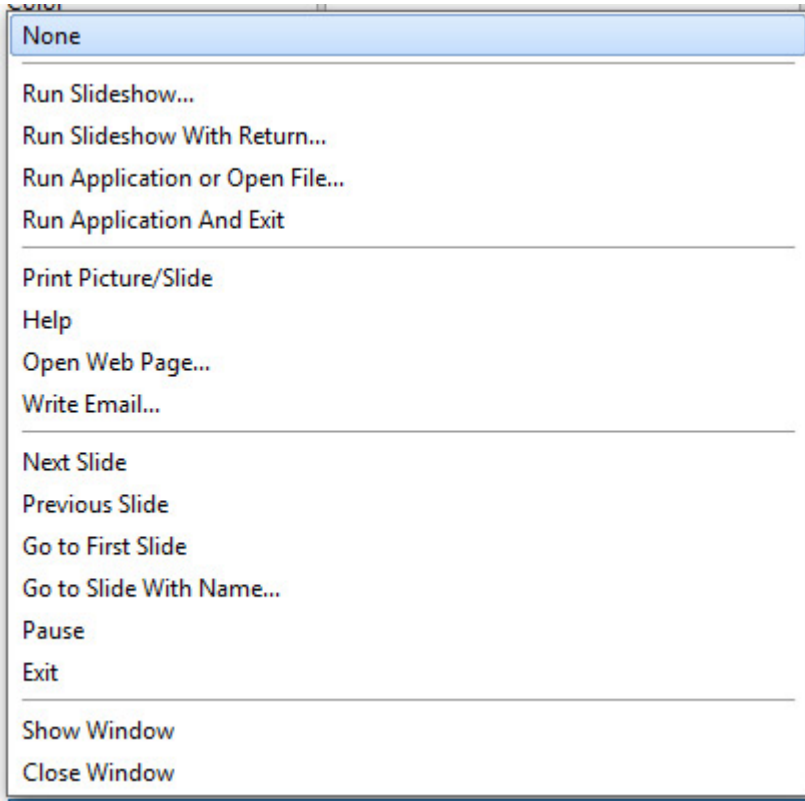 Color
None
Run Slideshow...
Run Slideshow With Return...
Run Application or Open File...
Run Application And Exit
Print Picture/Slide
Help
Open Web Page...
Write Email...
Next Slide
Previous Slide
Go to First Slide
Go to Slide With Name...
Pause
Exit
Show Window
Close Window